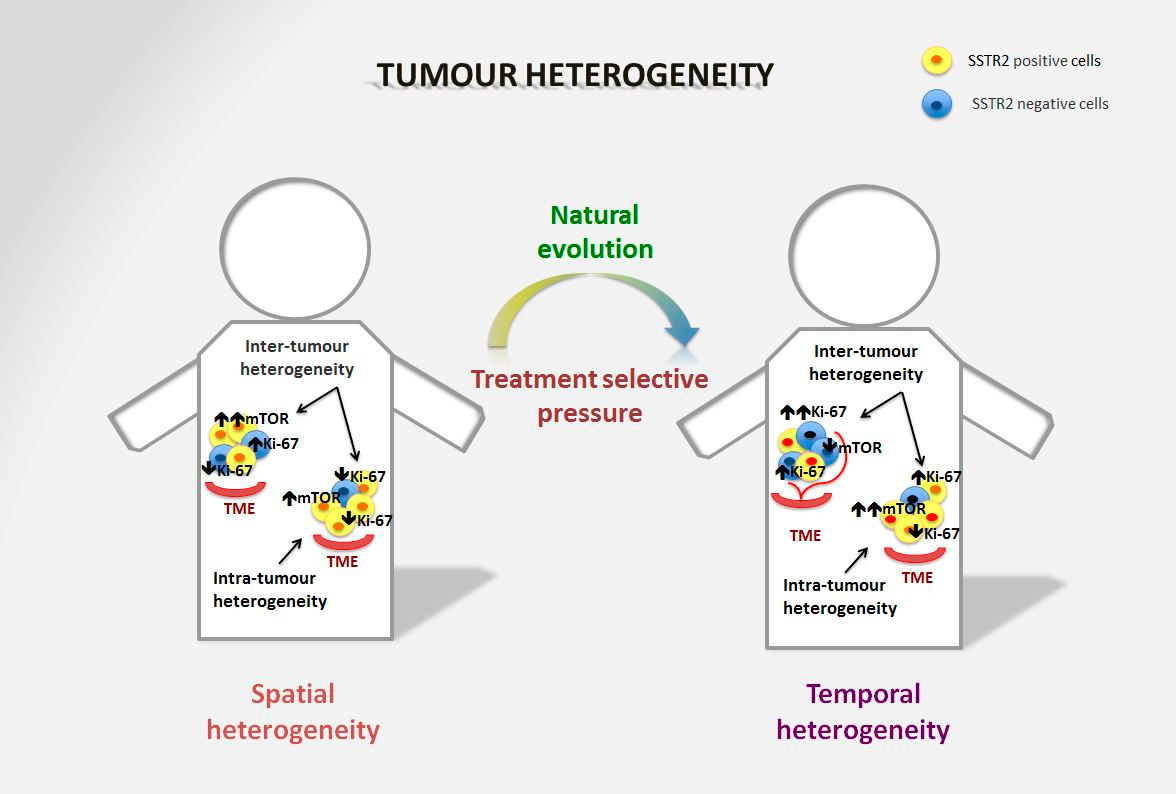 TUMOUR HETEROGENEITY
SSTR2 positive cells
SSTR2 negative cells
Natural
evolution
Treatment selective
pressure
Inter-tumour
heterogeneity
↑↑mTOR
↑Ki-67
↓Ki-67
TME
↓Ki-67
↑mTOR
↓Ki-67
TME
Intra-tumour
heterogeneity
Spatial
heterogeneity
Inter-tumour
heterogeneity
↑↑Ki-67
↓mTOR
↑Ki-67
TME
↑Ki-67
↑↑mTOR
↓Ki-67
TME
Intra-tumour
heterogeneity
Temporal
heterogeneity